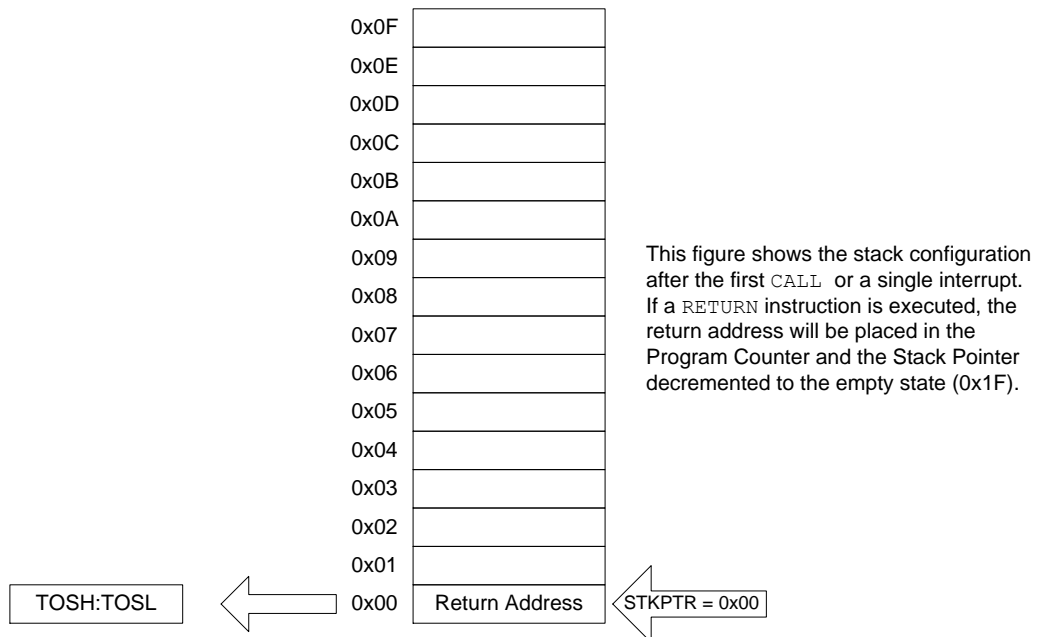 0x0F
0x0E
0x0D
0x0C
0x0B
0x0A
0x09
0x08
0x07
0x06
0x05
0x04
0x03
0x02
0x01
0x00
This figure shows the stack configuration
after the first CALL or a single interrupt.
If a RETURN instruction is executed, the
return address will be placed in the
Program Counter and the Stack Pointer
decremented to the empty state (0x1F).
TOSH:TOSL
Return Address
STKPTR = 0x00